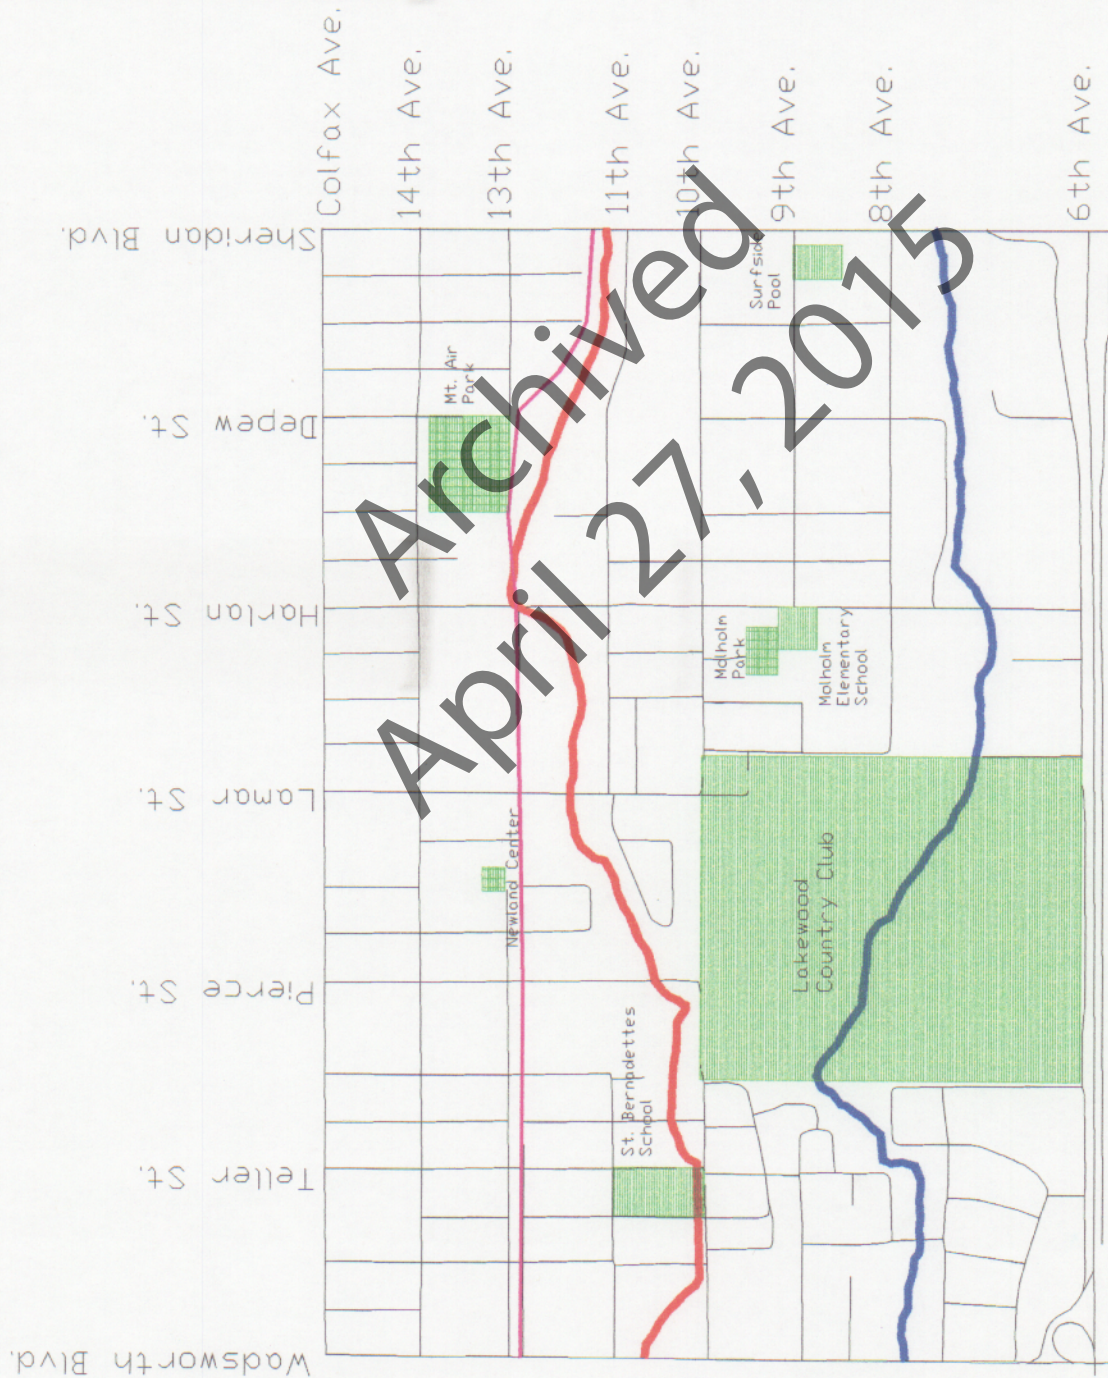 Colfax Ave.
14th Ave.
13th Ave.
11th Ave.
10th Ave.
9th Ave.
8th Ave.
6th Ave.
Sheridan Blvd.
Depew St.
Harlan St.
Lamar St.
Pierce St.
Teller St.
Wadsworth Blvd.
Mt. Air
Park
Surfside
Pool
Molholm
Park
Molholm
Elementary
School
Newland Center
Lakewood
Country Club
St. Bernadettes
School
Archived
April 27, 2015